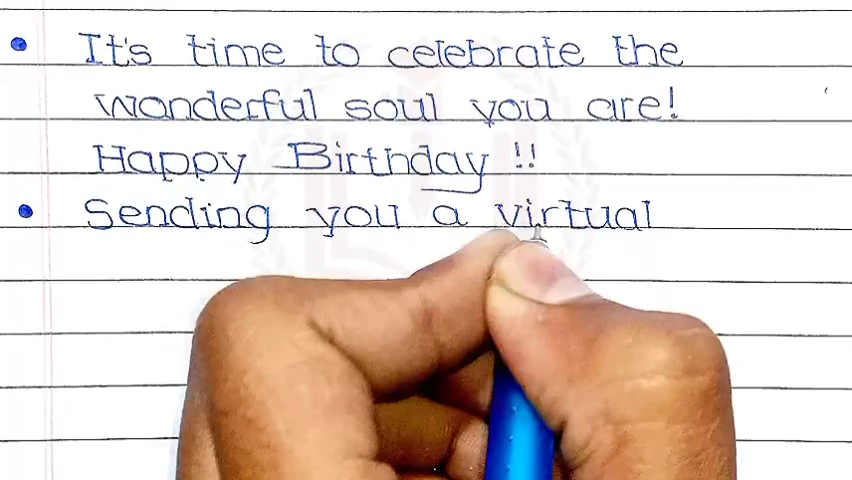 • It's time to celebrate the
wonderful soul you are!
Happy Birthday !!
• Sending you a virtual